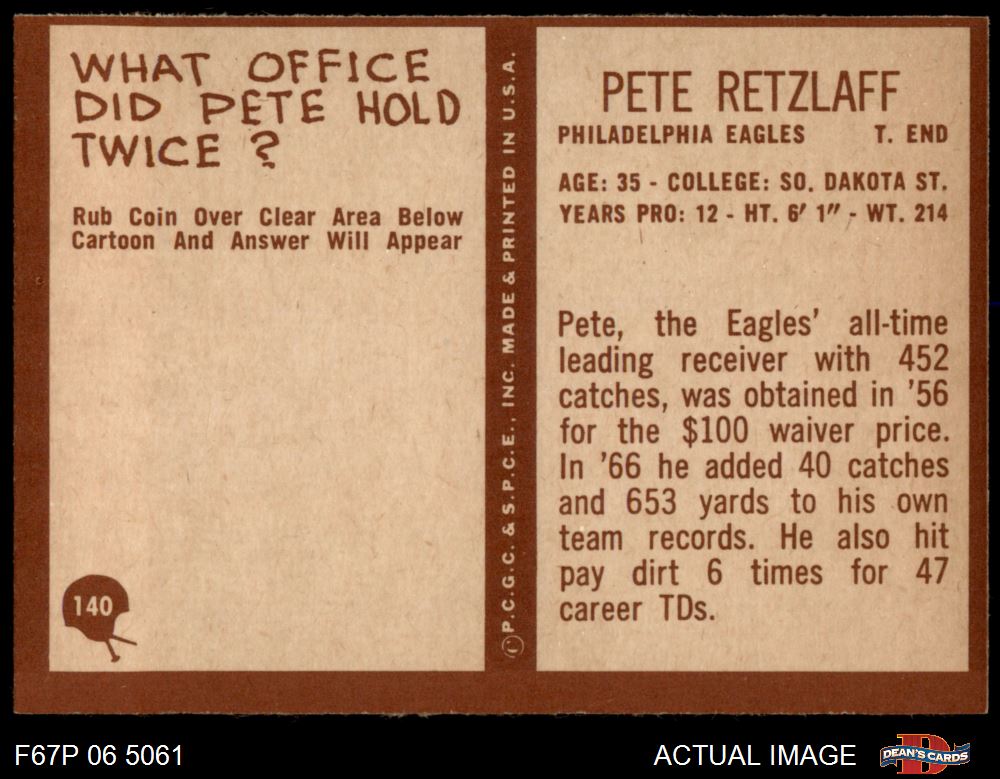 WHAT OFFICE
DID PETE HOLD
TWICE ?
Rub Coin Over Clear Area Below
Cartoon And Answer Will Appear
140
©P.C.G.C. & S.P.C.E., INC. MADE & PRINTED IN U.S.A.
PETE RETZLAFF
PHILADELPHIA EAGLES T. END
AGE: 35 - COLLEGE: SO. DAKOTA ST.
YEARS PRO: 12 - HT. 6' 1" - WT. 214
Pete, the Eagles' all-time
leading receiver with 452
catches, was obtained in '56
for the $100 waiver price.
In '66 he added 40 catches
and 653 yards to his own
team records. He also hit
pay dirt 6 times for 47
career TDs.
F67P 06 5061
ACTUAL IMAGE
D
DEAN'S CARDS